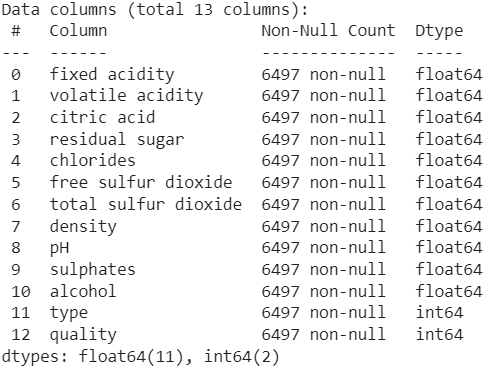 Data columns (total 13 columns):
 #   Column                Non-Null Count  Dtype
---  ------                --------------  -----
 0   fixed acidity         6497 non-null   float64
 1   volatile acidity      6497 non-null   float64
 2   citric acid           6497 non-null   float64
 3   residual sugar        6497 non-null   float64
 4   chlorides             6497 non-null   float64
 5   free sulfur dioxide   6497 non-null   float64
 6   total sulfur dioxide  6497 non-null   float64
 7   density               6497 non-null   float64
 8   pH                    6497 non-null   float64
 9   sulphates             6497 non-null   float64
 10  alcohol               6497 non-null   float64
 11  type                  6497 non-null   int64
 12  quality               6497 non-null   int64
dtypes: float64(11), int64(2)